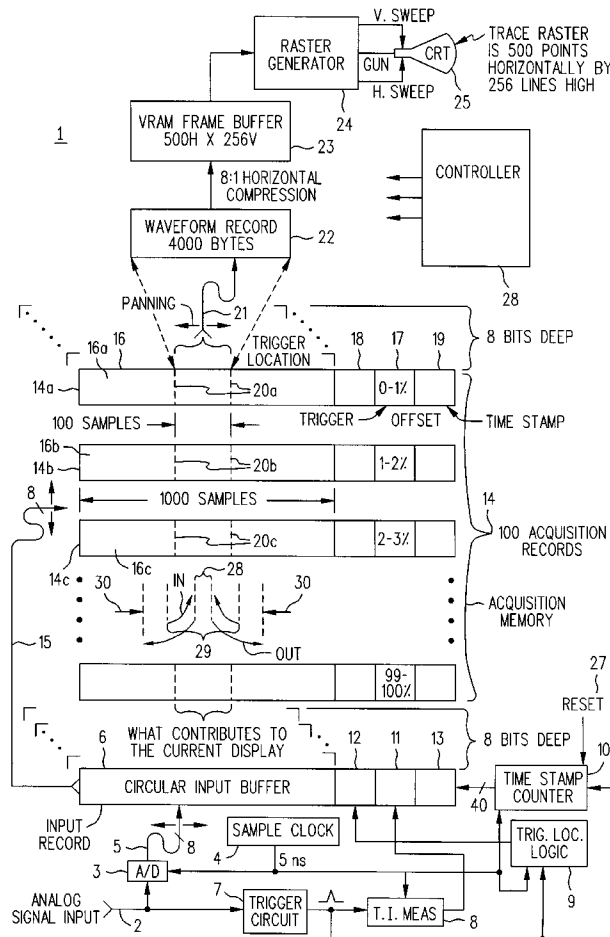 V. SWEEP
RASTER
GENERATOR
GUN
CRT
TRACE RASTER
IS 500 POINTS
HORIZONTALLY BY
256 LINES HIGH
25
24
H. SWEEP
1
VRAM FRAME BUFFER
500H X 256V
23
8:1 HORIZONTAL
COMPRESSION
CONTROLLER
28
WAVEFORM RECORD
4000 BYTES
22
PANNING
21
16
16a
TRIGGER
LOCATION
18
17
19
8 BITS DEEP
14a
20a
0-1%
TRIGGER
OFFSET
TIME STAMP
100 SAMPLES
16b
14b
20b
1-2%
8
1000 SAMPLES
14
100 ACQUISITION
RECORDS
20c
2-3%
14c
16c
28
30
IN
30
ACQUISITION
MEMORY
15
29
OUT
99-
100%
27
RESET
WHAT CONTRIBUTES TO
THE CURRENT DISPLAY
6
12
11
13
8 BITS DEEP
10
CIRCULAR INPUT BUFFER
40
TIME STAMP
COUNTER
INPUT
RECORD
8
SAMPLE CLOCK
5
4
5 ns
TRIG. LOC.
LOGIC
9
3
A/D
7
ANALOG
SIGNAL INPUT
2
TRIGGER
CIRCUIT
T.I. MEAS
8